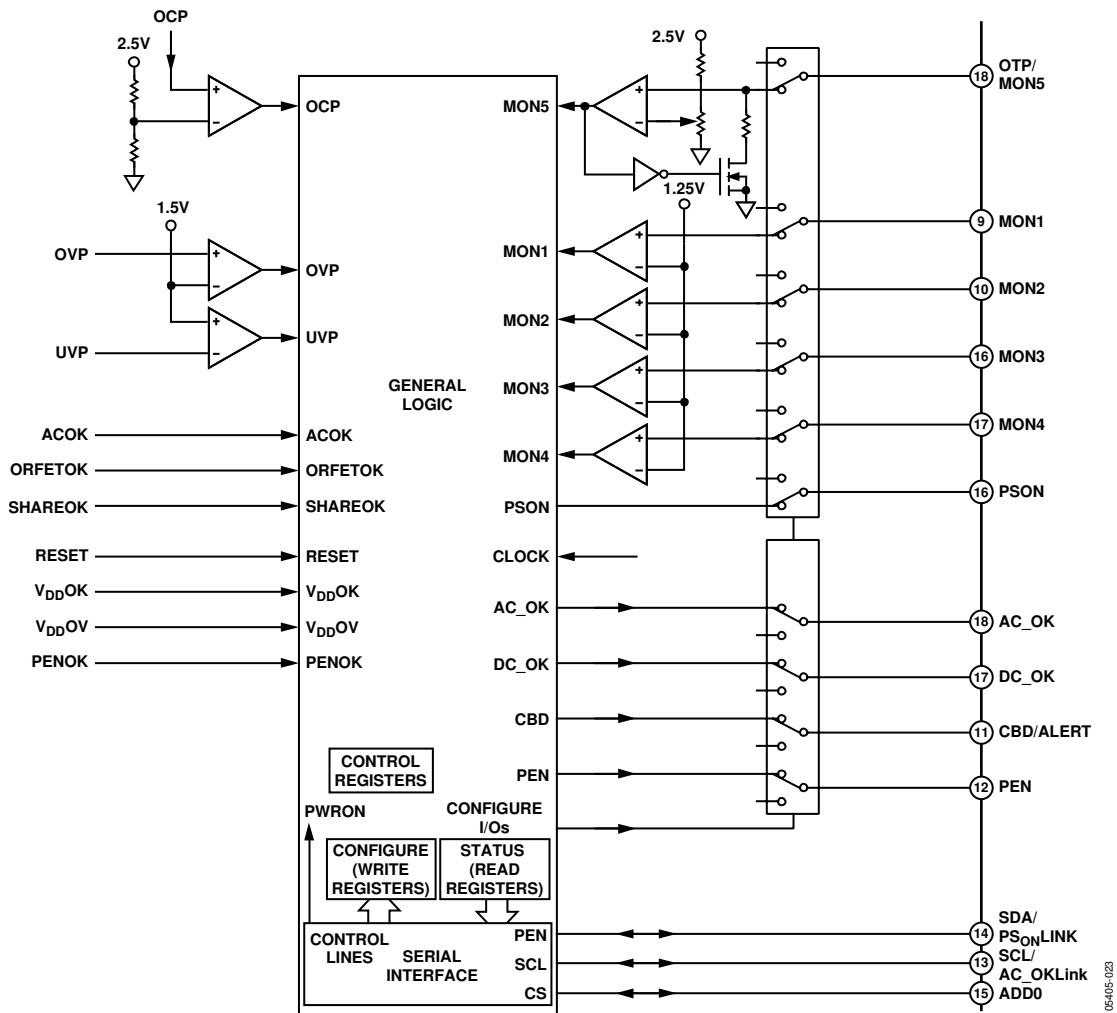 OCP
2.5V
+
−
OCP
1.5V
OVP
+
−
OVP
+
−
UVP
UVP
ACOK
ACOK
ORFETOK
ORFETOK
SHAREOK
SHAREOK
RESET
RESET
VDDOK
VDDOK
VDDOV
VDDOV
PENOK
PENOK
GENERAL
LOGIC
CONTROL
REGISTERS
PWRON
CONFIGURE
(WRITE
REGISTERS)
CONFIGURE
I/Os
STATUS
(READ
REGISTERS)
CONTROL
LINES
SERIAL
INTERFACE
PEN
SCL
CS
MON5
+
−
2.5V
1.25V
MON1
+
−
MON2
+
−
MON3
+
−
MON4
+
−
PSON
CLOCK
AC_OK
DC_OK
CBD
PEN
18 OTP/
MON5
9 MON1
10 MON2
16 MON3
17 MON4
16 PSON
18 AC_OK
17 DC_OK
11 CBD/ALERT
12 PEN
SDA/
14 PSONLINK
13 SCL/
AC_OKLink
15 ADD0
05405-023